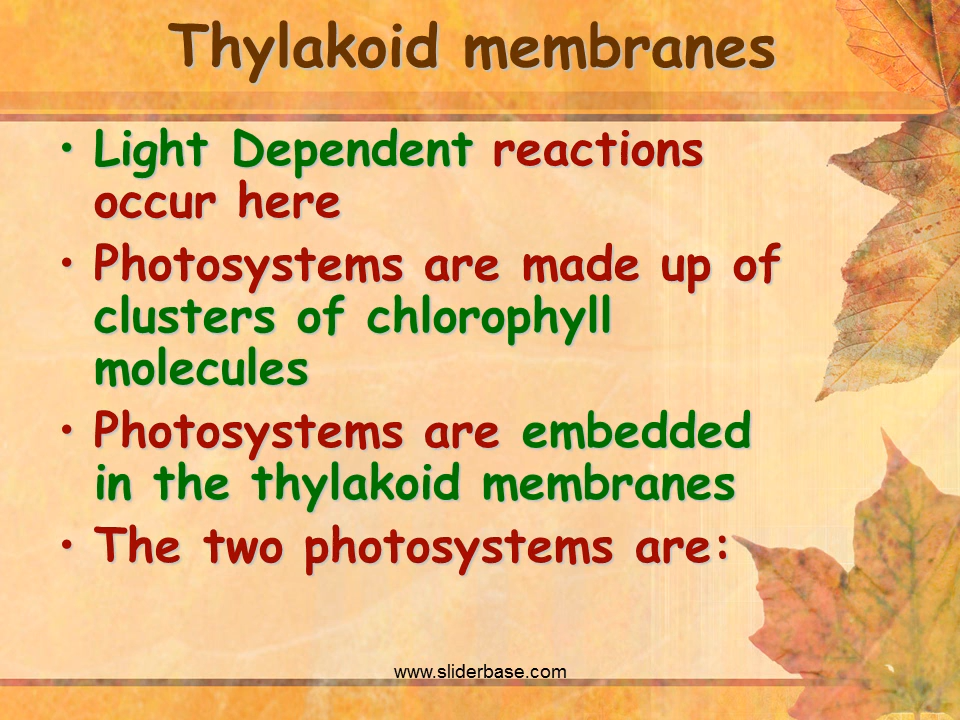 Thylakoid membranes
• Light Dependent reactions
occur here
• Photosystems are made up of
clusters of chlorophyll
molecules
• Photosystems are embedded
in the thylakoid membranes
• The two photosystems are:
www.sliderbase.com